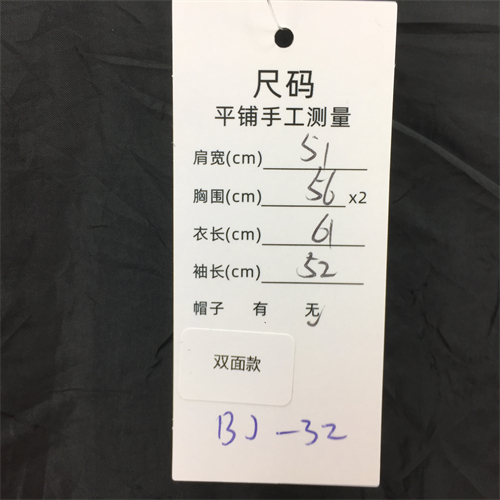 尺码
平铺手工测量
肩宽(cm) 51
胸围(cm) 56 x2
衣长(cm) 61
袖长(cm) 52
帽子 有 无
双面款
BJ-32